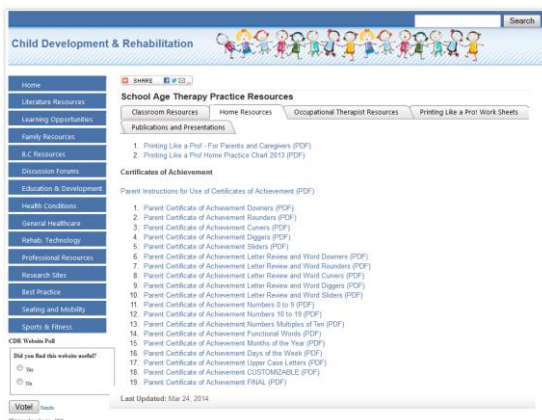 Search
Child Development & Rehabilitation
Home
Literature Resources
Learning Opportunities
Family Resources
B.C Resources
Discussion Forums
Education & Development
Health Conditions
General Healthcare
Rehab. Technology
Professional Resources
Research Sites
Best Practice
Seating and Mobility
Sports & Fitness
CDR Website Poll
Did you find this website useful?
Yes
No
Vote!
SHARE
School Age Therapy Practice Resources
Classroom Resources
Home Resources
Occupational Therapist Resources
Printing Like a Pro! Work Sheets
Publications and Presentations
1. Printing Like a Pro! - For Parents and Caregivers (PDF)
2. Printing Like a Pro! Home Practice Chart 2013 (PDF)
Certificates of Achievement
Parent Instructions for Use of Certificates of Achievement (PDF)
1. Parent Certificate of Achievement Downers (PDF)
2. Parent Certificate of Achievement Rounders (PDF)
3. Parent Certificate of Achievement Curvers (PDF)
4. Parent Certificate of Achievement Diggers (PDF)
5. Parent Certificate of Achievement Sliders (PDF)
6. Parent Certificate of Achievement Letter Review and Word Downers (PDF)
7. Parent Certificate of Achievement Letter Review and Word Rounders (PDF)
8. Parent Certificate of Achievement Letter Review and Word Curvers (PDF)
9. Parent Certificate of Achievement Letter Review and Word Diggers (PDF)
10. Parent Certificate of Achievement Letter Review and Word Sliders (PDF)
11. Parent Certificate of Achievement Numbers 0 to 9 (PDF)
12. Parent Certificate of Achievement Numbers 10 to 19 (PDF)
13. Parent Certificate of Achievement Numbers Multiples of Ten (PDF)
14. Parent Certificate of Achievement Functional Words (PDF)
15. Parent Certificate of Achievement Months of the Year (PDF)
16. Parent Certificate of Achievement Days of the Week (PDF)
17. Parent Certificate of Achievement Upper Case Letters (PDF)
18. Parent Certificate of Achievement CUSTOMIZABLE (PDF)
19. Parent Certificate of Achievement FINAL (PDF)
Last Updated: Mar 24, 2014